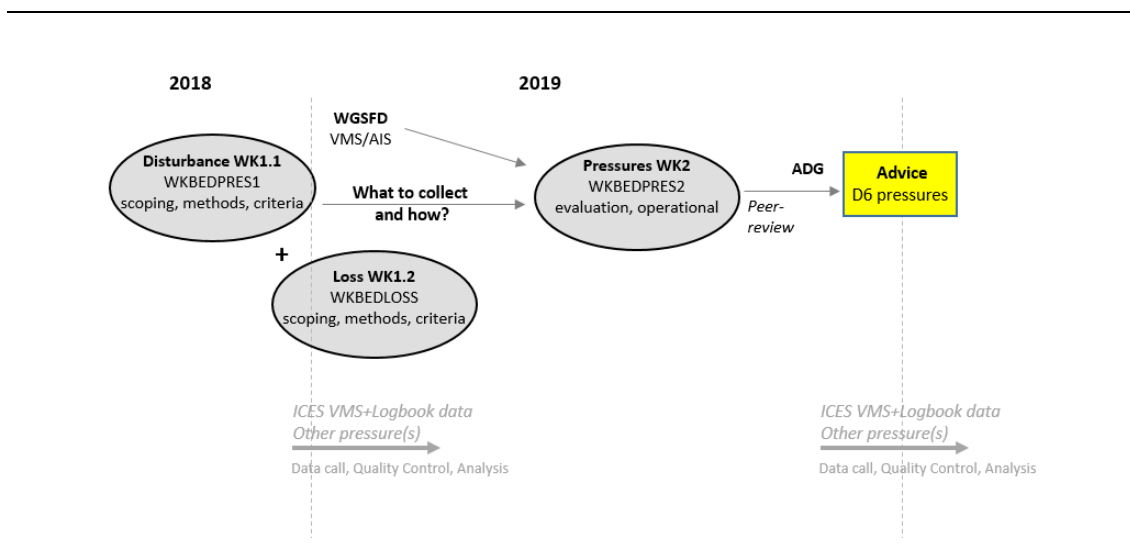 2018
2019
WGSFD
VMS/AIS
Disturbance WK1.1
WKBEDPRES1
scoping, methods, criteria
What to collect
and how?
Pressures WK2
WKBEDPRES2
evaluation, operational
ADG
Peer-
review
Advice
D6 pressures
+
Loss WK1.2
WKBEDLOSS
scoping, methods, criteria
ICES VMS+Logbook data
Other pressure(s)
Data call, Quality Control, Analysis
ICES VMS+Logbook data
Other pressure(s)
Data call, Quality Control, Analysis